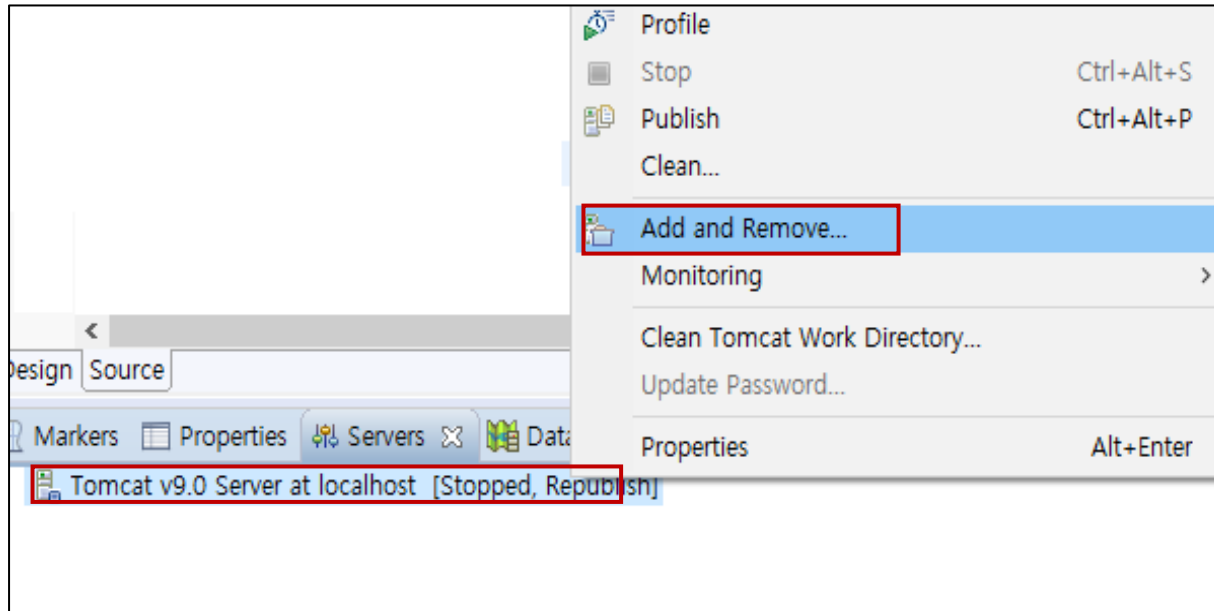 Profile
Stop Ctrl+Alt+S
Publish Ctrl+Alt+P
Clean...
Add and Remove...
Monitoring >
Clean Tomcat Work Directory...
Update Password...
Properties Alt+Enter
Source
Markers Properties Servers
Tomcat v9.0 Server at localhost [Stopped, Republish]